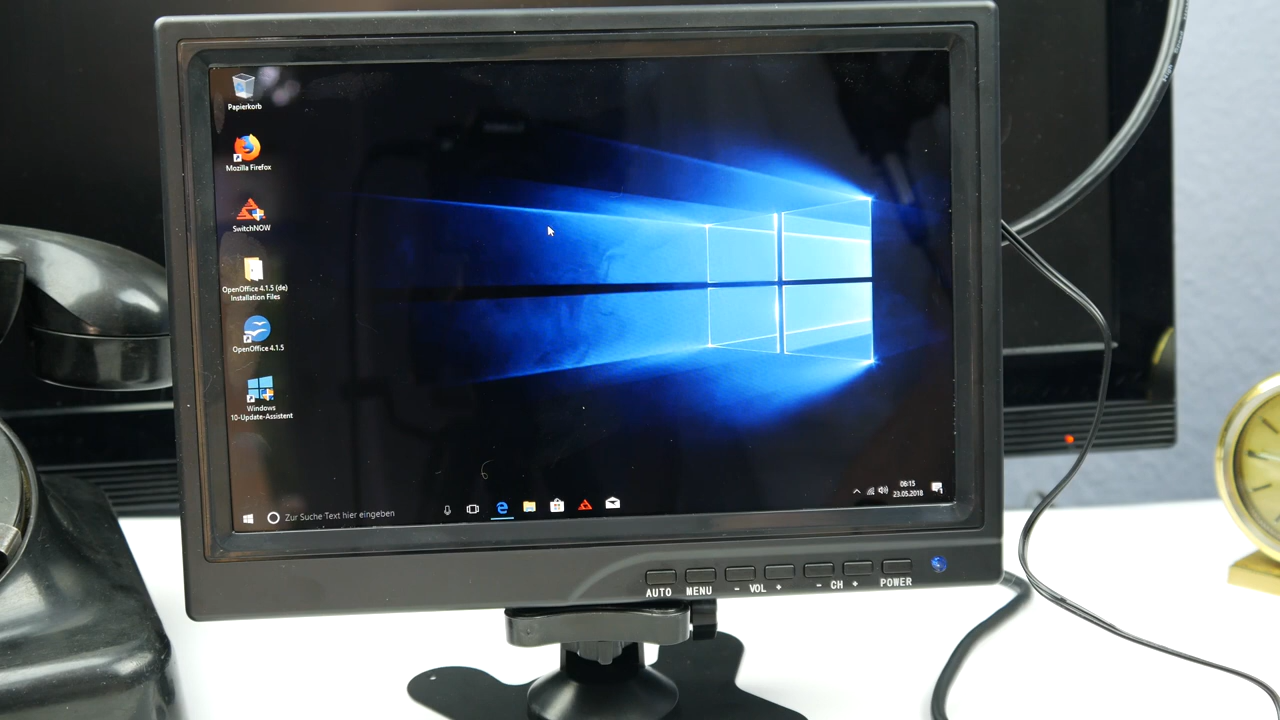 Papierkorb
Mozilla Firefox
SwitchNOW
OpenOffice 4.1.5 (de)
Installation Files
OpenOffice 4.1.5
Windows
10-Update-Assistent
Zur Suche Text hier eingeben
06:15
23.05.2018
AUTO MENU - VOL + - CH + POWER